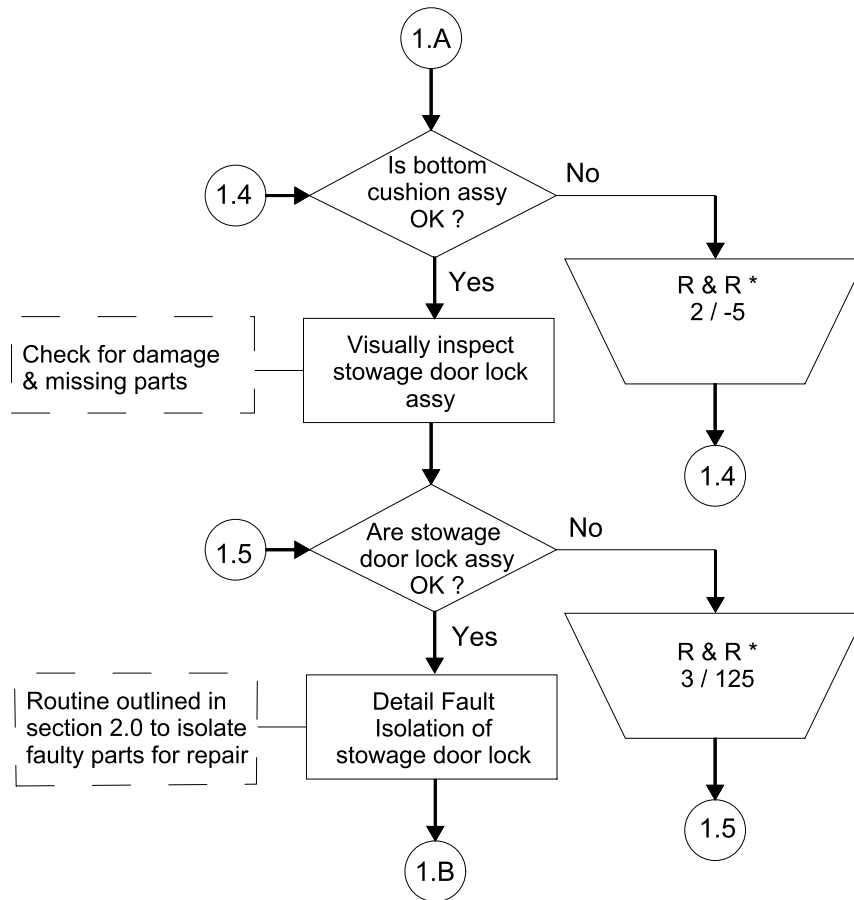 1.A
Is bottom
cushion assy
OK ?
1.4
No
Yes
R & R *
2 / -5
Check for damage
& missing parts
Visually inspect
stowage door lock
assy
1.4
Are stowage
door lock assy
OK ?
1.5
No
Yes
R & R *
3 / 125
Routine outlined in
section 2.0 to isolate
faulty parts for repair
Detail Fault
Isolation of
stowage door lock
1.5
1.B